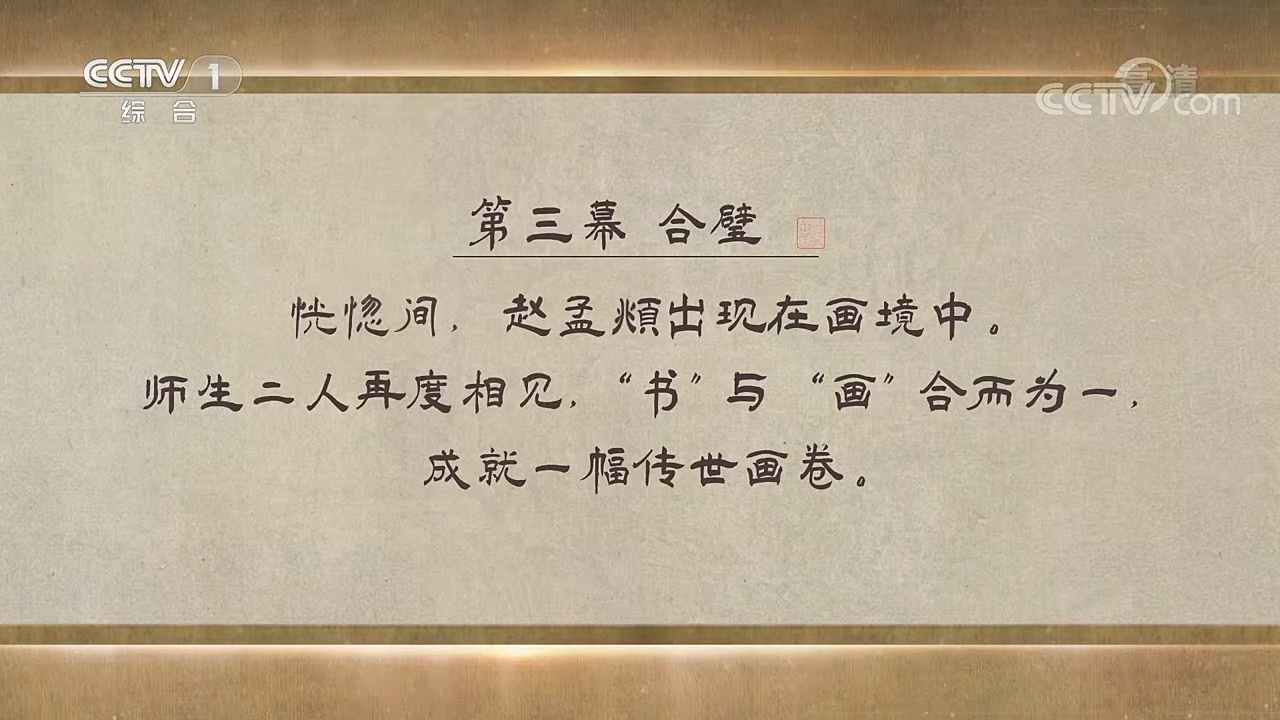 CCTV 1
综合
高清
CCTV.com
第三幕 合璧
恍惚间，赵孟頫出现在画境中。
师生二人再度相见，“书”与“画”合而为一，
成就一幅传世画卷。